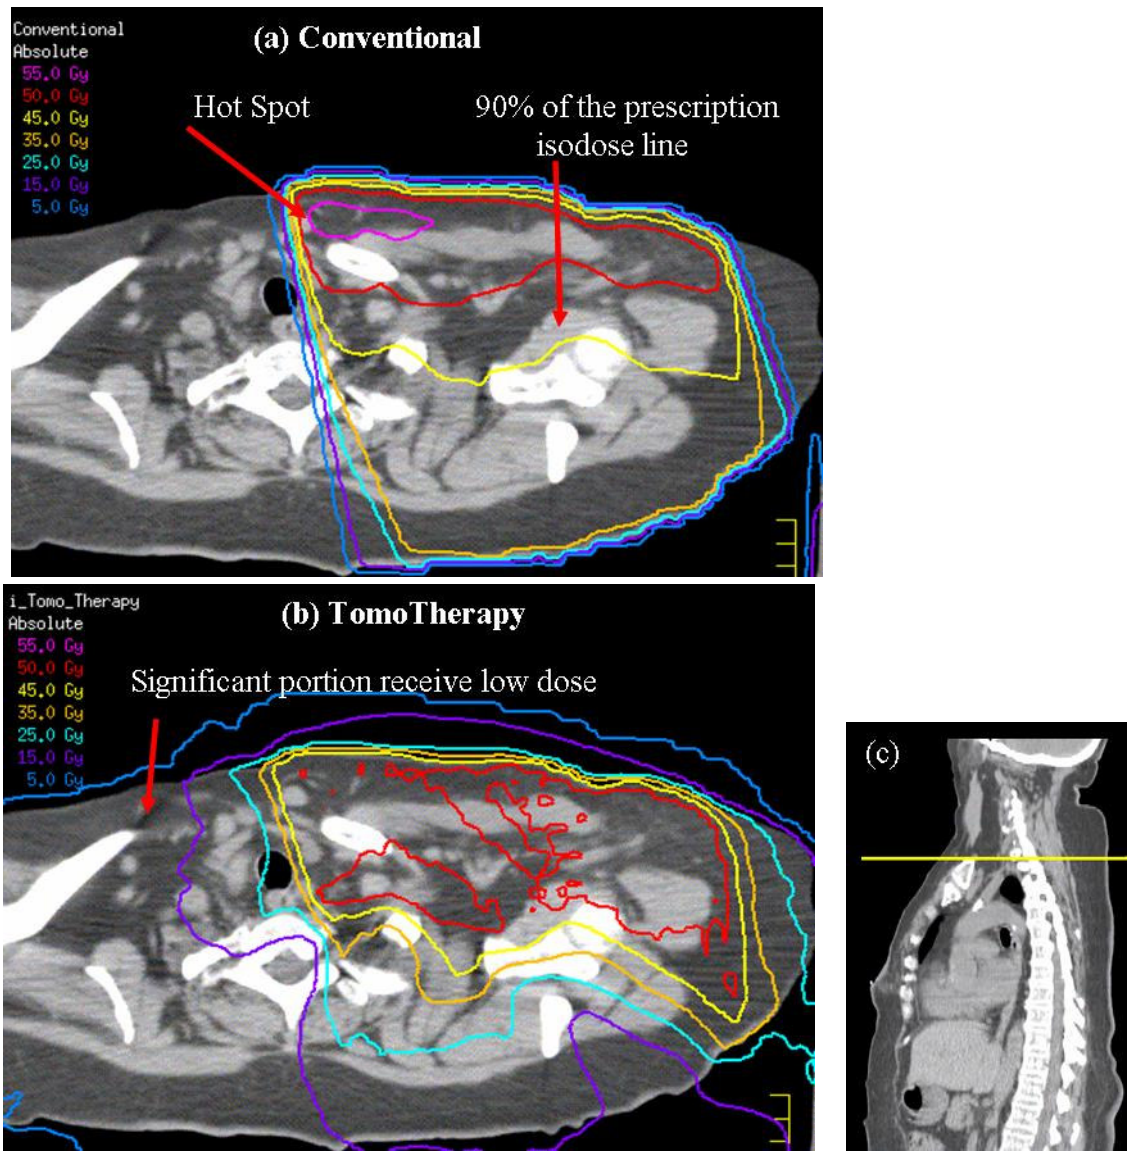 Conventional
Absolute
55.0 Gy
50.0 Gy
45.0 Gy
35.0 Gy
25.0 Gy
15.0 Gy
5.0 Gy
(a) Conventional
Hot Spot
90% of the prescription
isodose line
i_Tomo_Therapy
Absolute
55.0 Gy
50.0 Gy
45.0 Gy
35.0 Gy
25.0 Gy
15.0 Gy
5.0 Gy
(b) TomoTherapy
Significant portion receive low dose
(c)